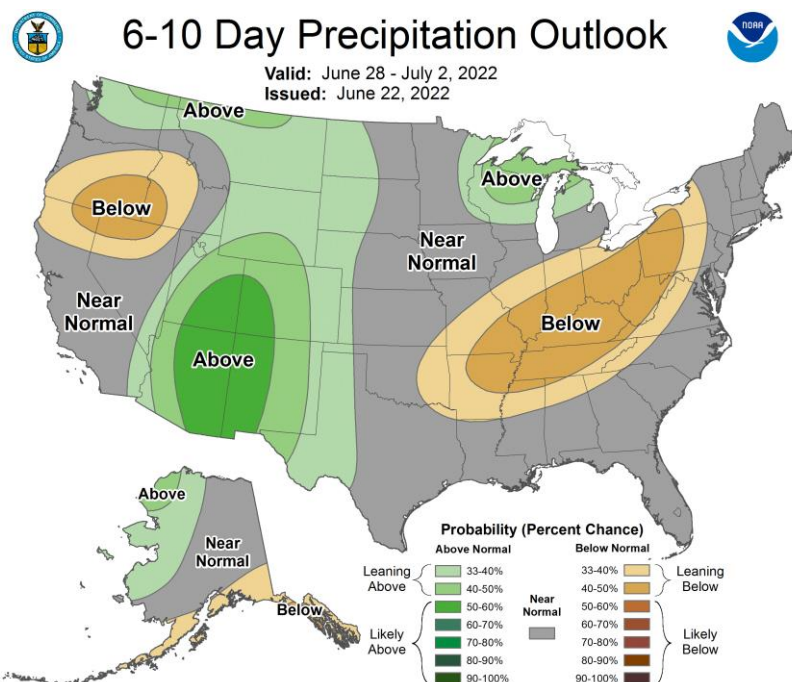 6-10 Day Precipitation Outlook
NOAA
Valid: June 28 - July 2, 2022
Issued: June 22, 2022
Above
Above
Below
Near
Normal
Near
Normal
Above
Below
Above
Near
Normal
Below
Probability (Percent Chance)
Above Normal
Below Normal
Leaning
Above
33-40%
40-50%
Likely
Above
50-60%
60-70%
70-80%
80-90%
90-100%
Near
Normal
33-40%
40-50%
Leaning
Below
50-60%
60-70%
70-80%
80-90%
90-100%
Likely
Below